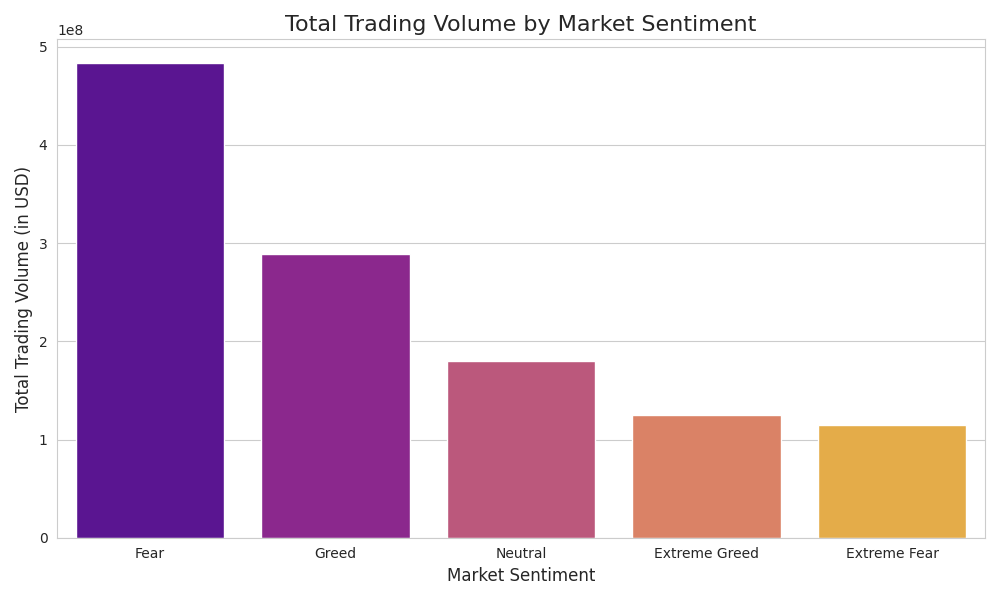 Total Trading Volume by Market Sentiment
1e8
5
4
3
2
1
0
Total Trading Volume (in USD)
Fear
Greed
Neutral
Extreme Greed
Extreme Fear
Market Sentiment